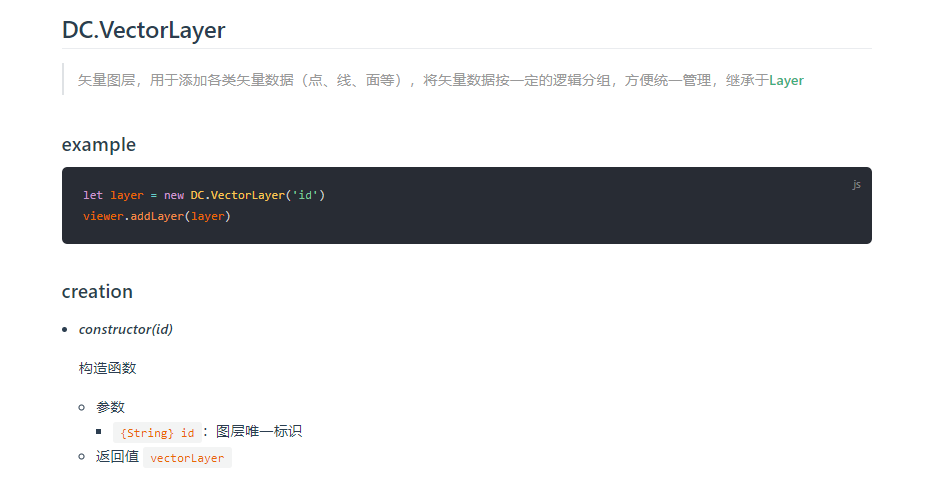 DC.VectorLayer
矢量图层，用于添加各类矢量数据（点、线、面等），将矢量数据按一定的逻辑分组，方便统一管理，继承于Layer
example
js
let layer = new DC.VectorLayer('id')
viewer.addLayer(layer)
creation
constructor(id)
构造函数
参数
{String} id：图层唯一标识
返回值 vectorLayer